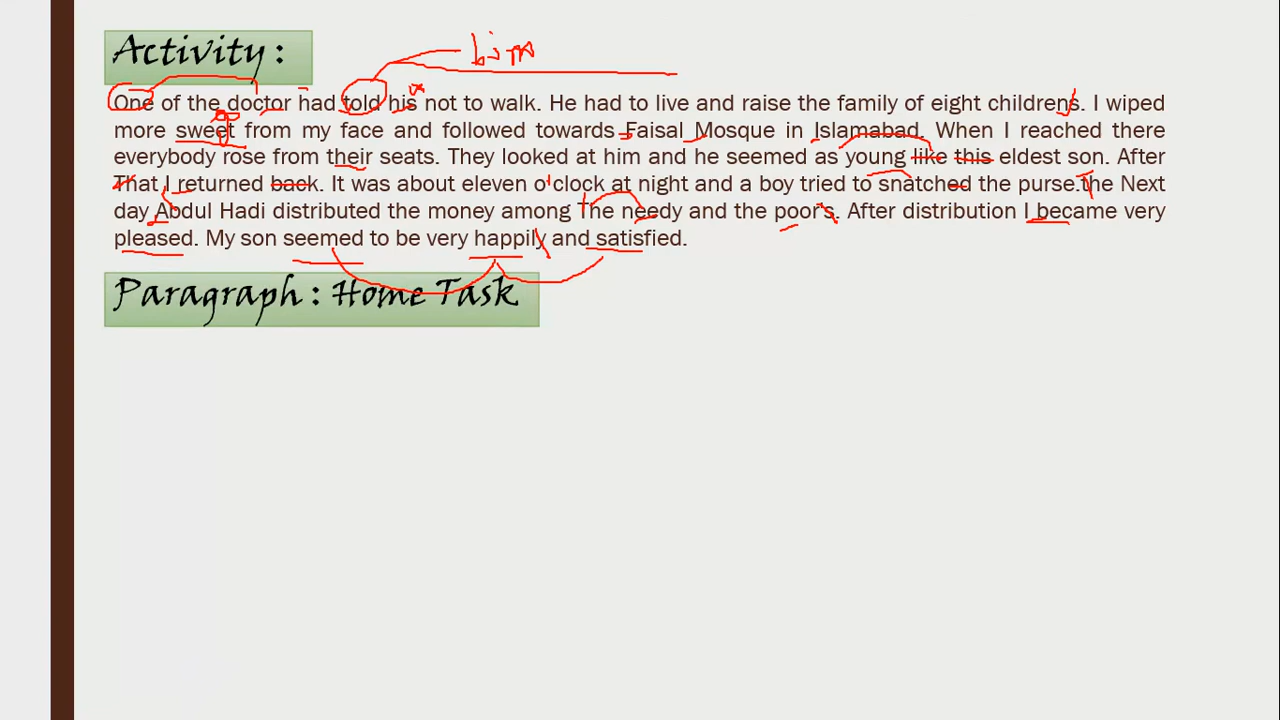 Activity :
him
One of the doctor had told his not to walk. He had to live and raise the family of eight childrens. I wiped
more sweet from my face and followed towards Faisal Mosque in Islamabad. When I reached there
everybody rose from their seats. They looked at him and he seemed as young like this eldest son. After
That I returned back. It was about eleven o'clock at night and a boy tried to snatched the purse.the Next
day Abdul Hadi distributed the money among The needy and the poor's. After distribution I became very
pleased. My son seemed to be very happily and satisfied.
Paragraph : Home Task